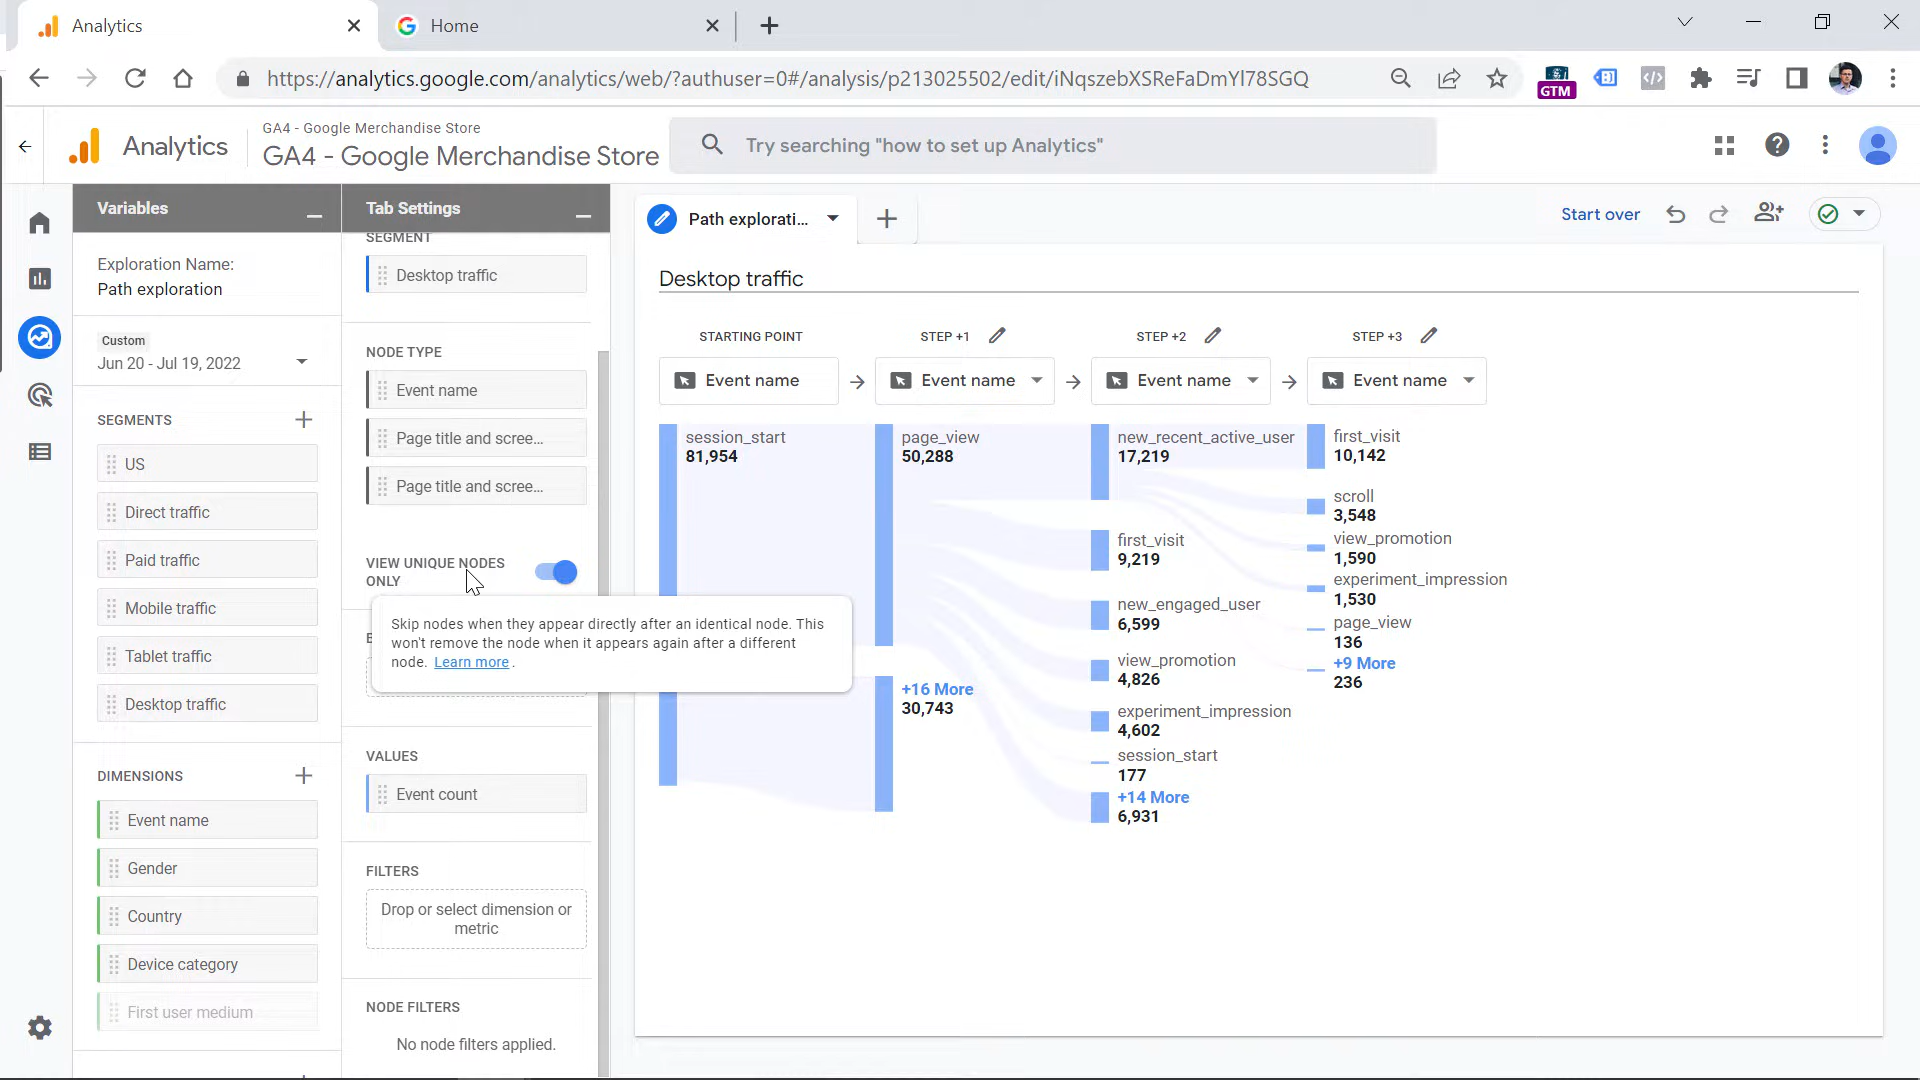 Analytics
Home
https://analytics.google.com/analytics/web/?authuser=0#/analysis/p213025502/edit/iNqszebXSReFaDmYl78SGQ
GTM
Analytics
GA4 - Google Merchandise Store
GA4 - Google Merchandise Store
Try searching "how to set up Analytics"
Variables
Exploration Name:
Path exploration
Custom
Jun 20 - Jul 19, 2022
SEGMENTS
US
Direct traffic
Paid traffic
Mobile traffic
Tablet traffic
Desktop traffic
DIMENSIONS
Event name
Gender
Country
Device category
First user medium
Tab Settings
SEGMENT
Desktop traffic
NODE TYPE
Event name
Page title and scree...
Page title and scree...
VIEW UNIQUE NODES
ONLY
Skip nodes when they appear directly after an identical node. This
won't remove the node when it appears again after a different
node. Learn more.
VALUES
Event count
FILTERS
Drop or select dimension or
metric
NODE FILTERS
No node filters applied.
Path explorati...
Start over
Desktop traffic
STARTING POINT
STEP +1
STEP +2
STEP +3
Event name
Event name
Event name
Event name
session_start
81,954
page_view
50,288
+16 More
30,743
new_recent_active_user
17,219
first_visit
9,219
new_engaged_user
6,599
view_promotion
4,826
experiment_impression
4,602
session_start
177
+14 More
6,931
first_visit
10,142
scroll
3,548
view_promotion
1,590
experiment_impression
1,530
page_view
136
+9 More
236